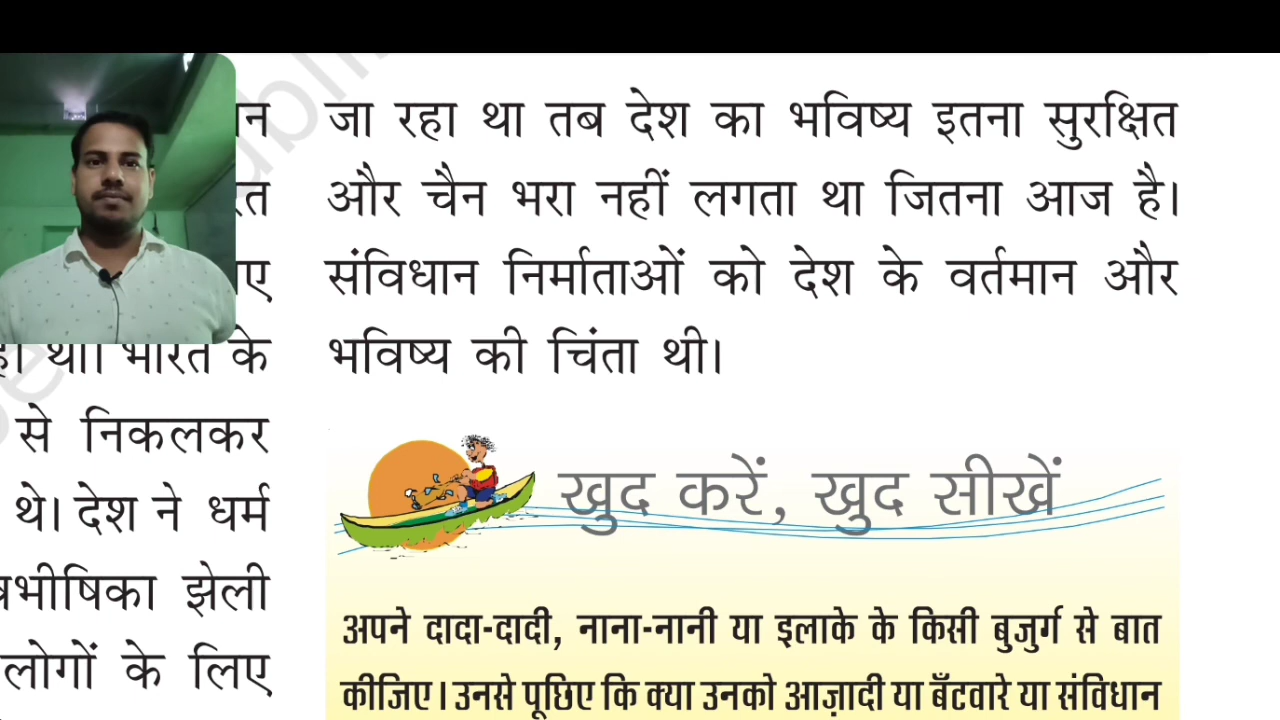 न
रत
ए
था। भारत के
से निकलकर
थे। देश ने धर्म
झेली
लोगों के लिए
जा रहा था तब देश का भविष्य इतना सुरक्षित
और चैन भरा नहीं लगता था जितना आज है।
संविधान निर्माताओं को देश के वर्तमान और
भविष्य की चिंता थी।
खुद करें, खुद सीखें
अपने दादा-दादी, नाना-नानी या इलाके के किसी बुज़ुर्ग से बात
कीजिए। उनसे पूछिए कि क्या उनको आज़ादी या बँटवारे या संविधान